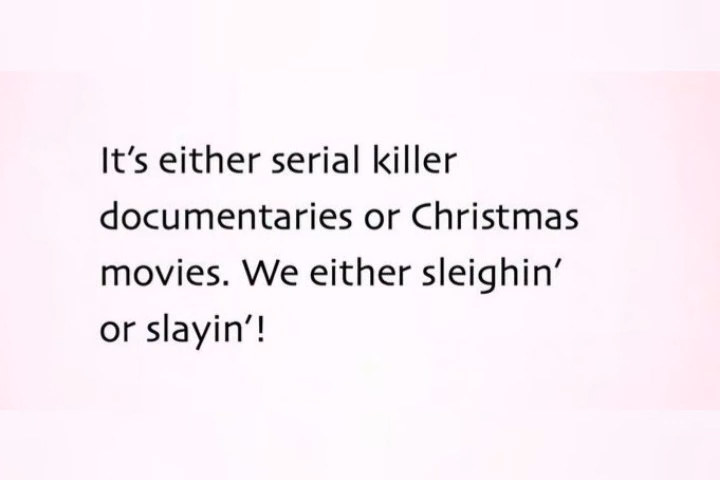 It's either serial killer
documentaries or Christmas
movies. We either sleighin'
or slayin'!